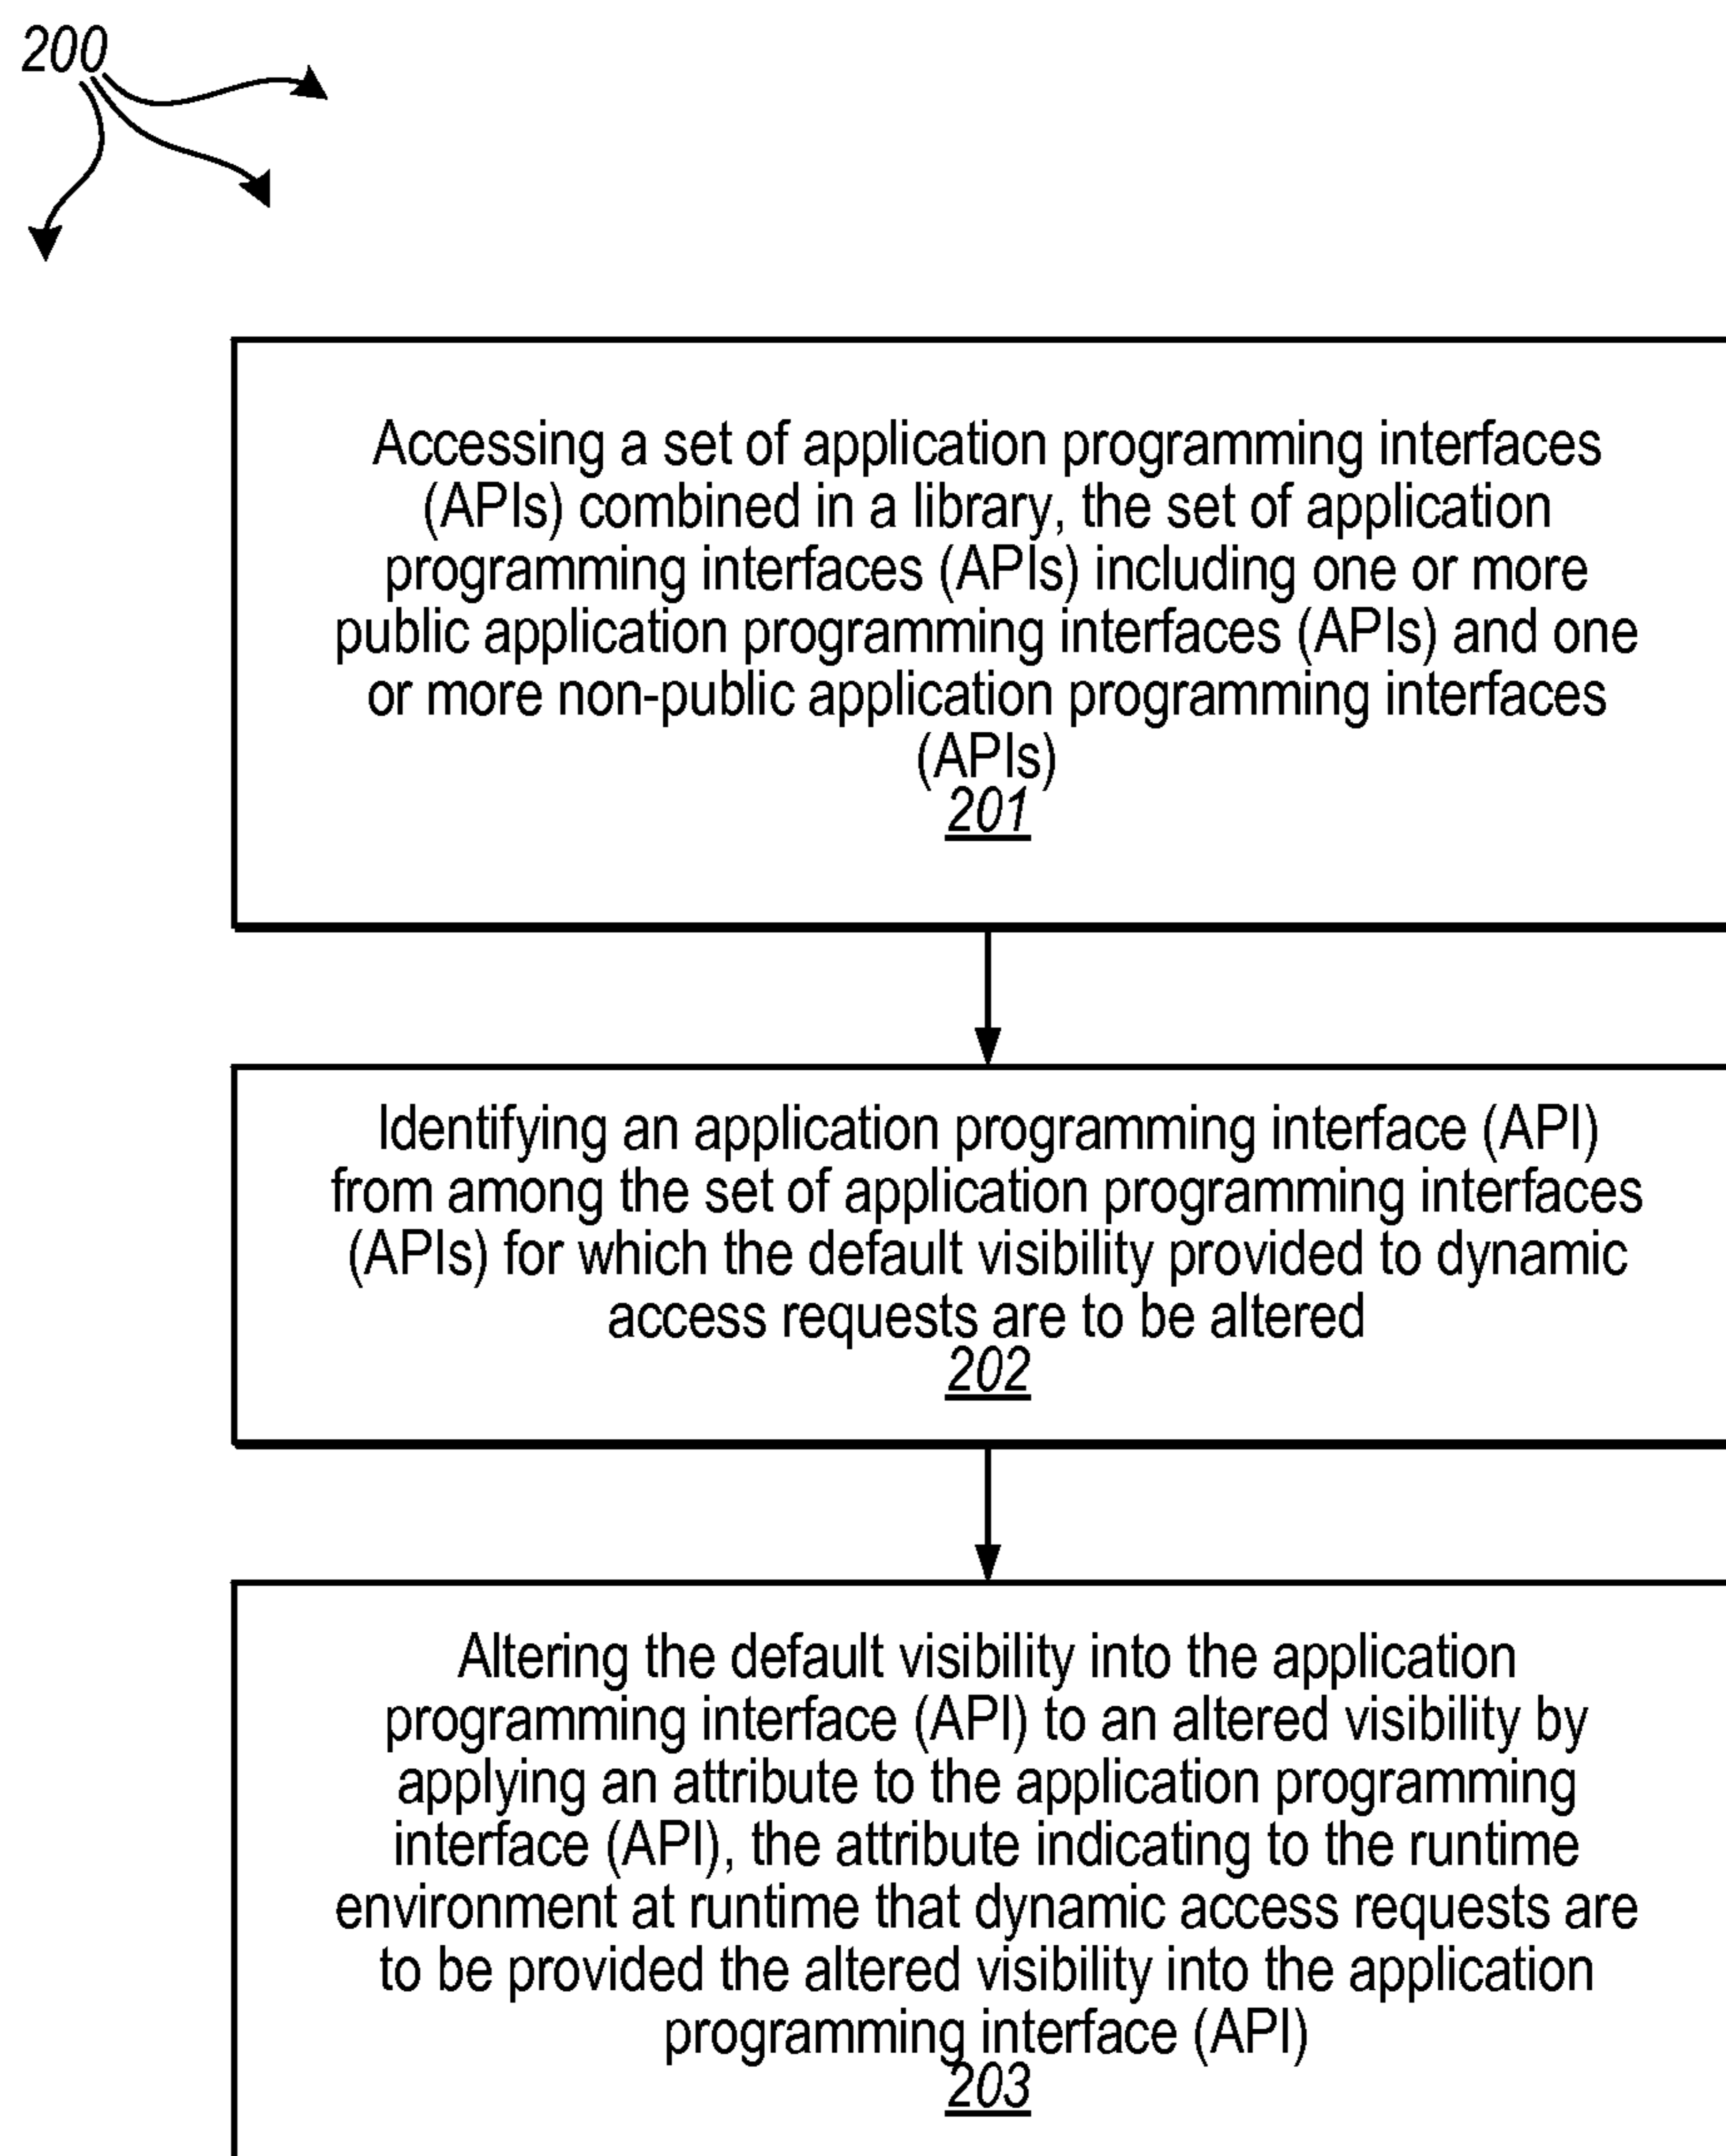 200
Accessing a set of application programming interfaces
(APIs) combined in a library, the set of application
programming interfaces (APIs) including one or more
public application programming interfaces (APIs) and one
or more non-public application programming interfaces
(APIs)
201
Identifying an application programming interface (API)
from among the set of application programming interfaces
(APIs) for which the default visibility provided to dynamic
access requests are to be altered
202
Altering the default visibility into the application
programming interface (API) to an altered visibility by
applying an attribute to the application programming
interface (API), the attribute indicating to the runtime
environment at runtime that dynamic access requests are
to be provided the altered visibility into the application
programming interface (API)
203